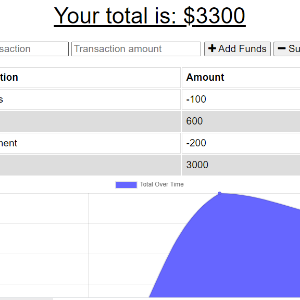 Your total is: $3300
saction
Transaction amount
+ Add Funds
− Su
tion
Amount
s
-100
600
nent
-200
3000
Total Over Time